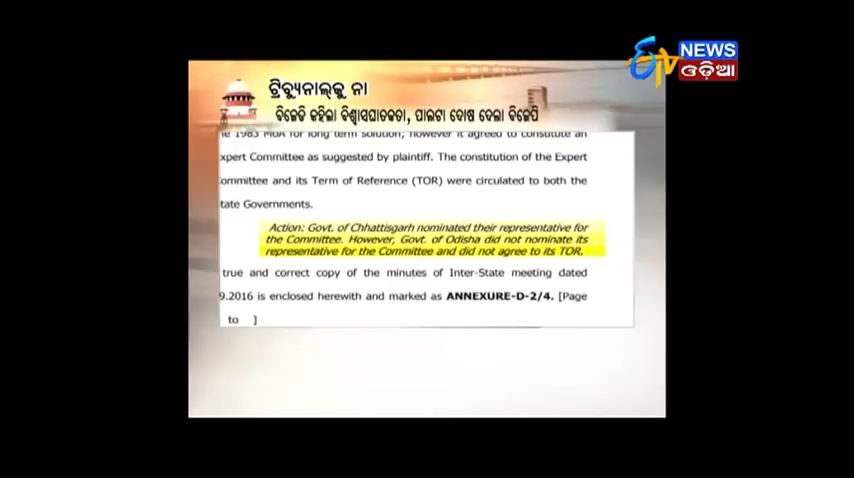 ETV NEWS
ଓଡ଼ିଆ
ଟ୍ରିବ୍ୟୁନାଲ୍‌କୁ ନା
ବିଜେଡି କହିଲା ବିଶ୍ୱାସଘାତକତା, ପାଲଟା ଦୋଷ ଦେଲା ବିଜେପି
he 1983 MoA for long term solution, however it agreed to constitute an
xpert Committee as suggested by plaintiff. The constitution of the Expert
ommittee and its Term of Reference (TOR) were circulated to both the
tate Governments.
Action: Govt. of Chhattisgarh nominated their representative for
the Committee. However, Govt. of Odisha did not nominate its
representative for the Committee and did not agree to its TOR.
true and correct copy of the minutes of Inter-State meeting dated
9.2016 is enclosed herewith and marked as ANNEXURE-D-2/4. [Page
to ]